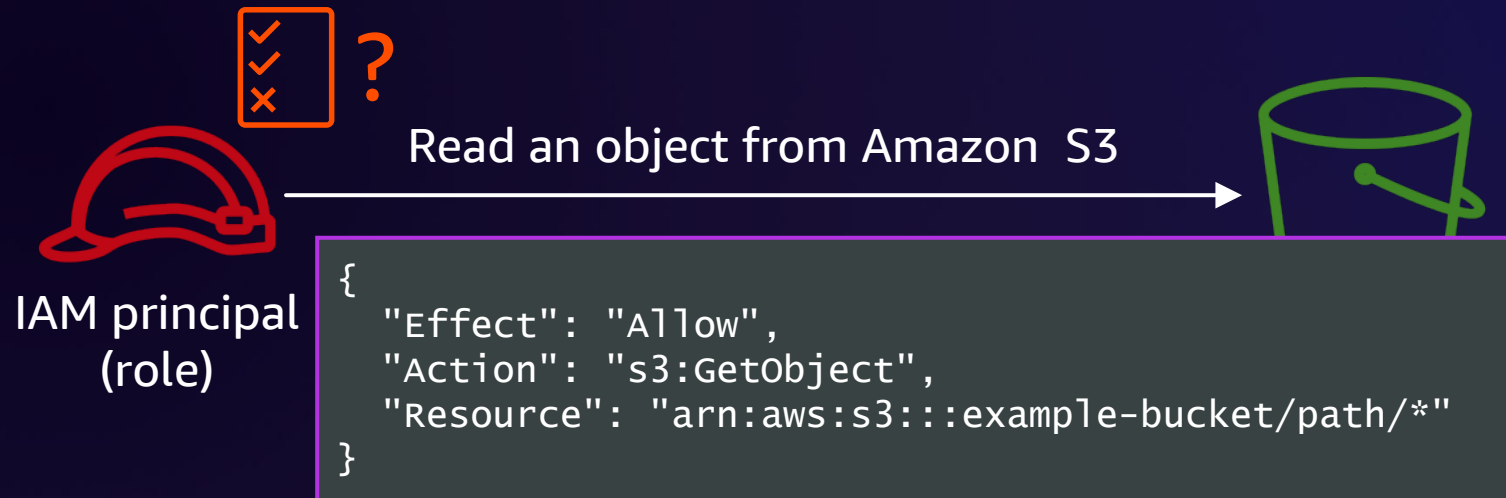 ?
Read an object from Amazon S3
IAM principal
(role)
{
  "Effect": "Allow",
  "Action": "s3:GetObject",
  "Resource": "arn:aws:s3:::example-bucket/path/*"
}